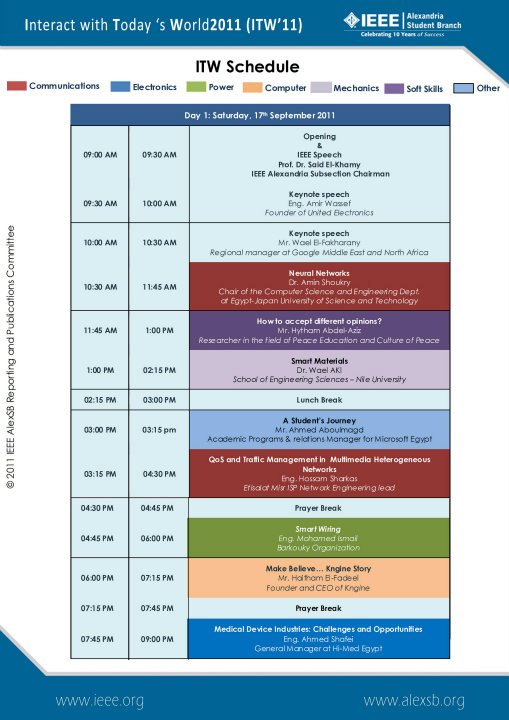 Interact with Today 's World2011 (ITW'11)
IEEE
Alexandria
Student Branch
Celebrating 10 Years of Success
ITW Schedule
Communications
Electronics
Power
Computer
Mechanics
Soft Skills
Other
Day 1: Saturday, 17th September 2011
09:00 AM 09:30 AM
Opening
&
IEEE Speech
Prof. Dr. Said El-Khamy
IEEE Alexandria Subsection Chairman
09:30 AM 10:00 AM
Keynote speech
Eng. Amir Wassef
Founder of United Electronics
10:00 AM 10:30 AM
Keynote speech
Mr. Wael El-Fakharany
Regional manager at Google Middle East and North Africa
10:30 AM 11:45 AM
Neural Networks
Dr. Amin Shoukry
Chair of the Computer Science and Engineering Dept.
at Egypt-Japan University of Science and Technology
11:45 AM 1:00 PM
How to accept different opinions?
Mr. Hytham Abdel-Aziz
Researcher in the field of Peace Education and Culture of Peace
1:00 PM 02:15 PM
Smart Materials
Dr. Wael AKl
School of Engineering Sciences – Nile University
02:15 PM 03:00 PM Lunch Break
03:00 PM 03:15 pm
A Student's Journey
Mr. Ahmed Aboulmagd
Academic Programs & relations Manager for Microsoft Egypt
03:15 PM 04:30 PM
QoS and Traffic Management in Multimedia Heterogeneous
Networks
Eng. Hossam Sharkas
Etisalat Misr ISP Network Engineering lead
04:30 PM 04:45 PM Prayer Break
04:45 PM 06:00 PM
Smart Wiring
Eng. Mohamed Ismail
Barkouky Organization
06:00 PM 07:15 PM
Make Believe… Kngine Story
Mr. Haitham El-Fadeel
Founder and CEO of Kngine
07:15 PM 07:45 PM Prayer Break
07:45 PM 09:00 PM
Medical Device Industries: Challenges and Opportunities
Eng. Ahmed Shafei
General Manager at Hi-Med Egypt
© 2011 IEEE AlexSB Reporting and Publications Committee
www.ieee.org
www.alexsb.org